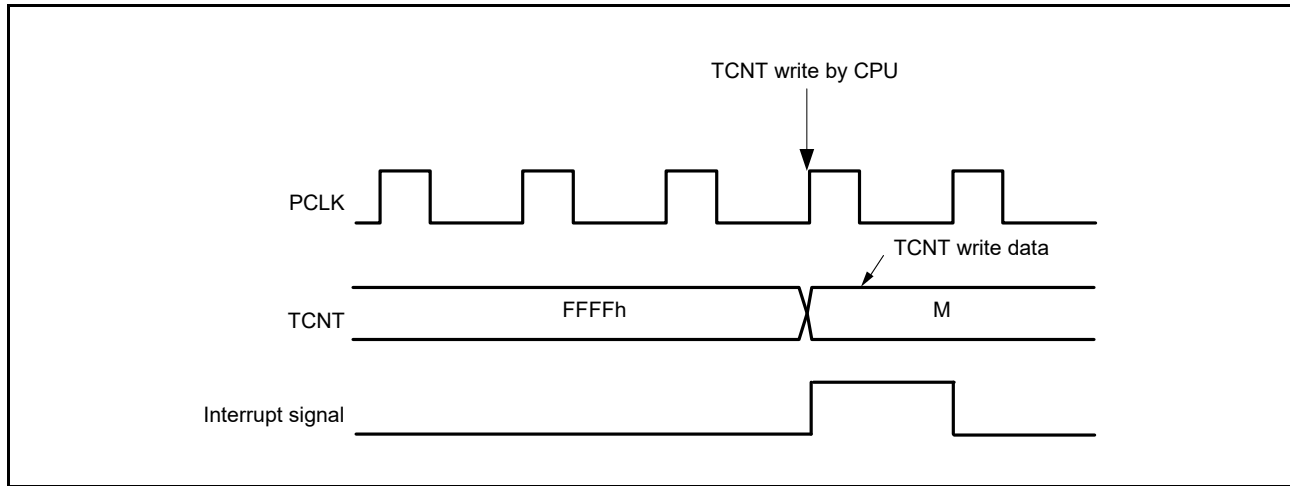 TCNT write by CPU
PCLK
TCNT write data
TCNT
FFFFh
M
Interrupt signal